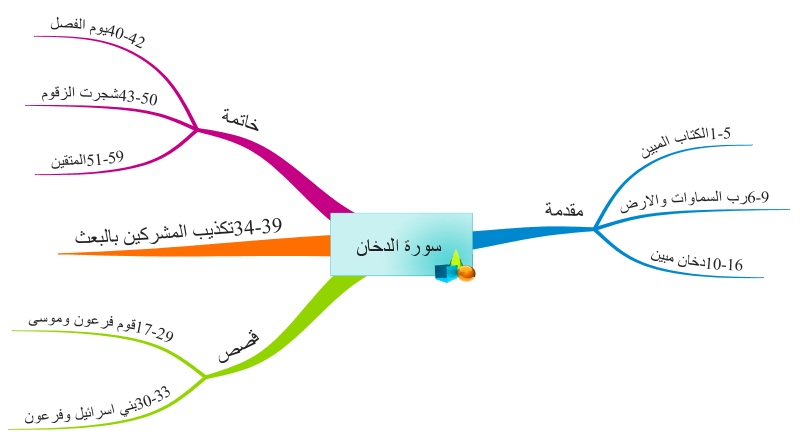 سورة الدخان
مقدمة
1-5الكتاب المبين
6-9رب السماوات والارض
10-16دخان مبين
قصص
17-29قوم فرعون وموسى
30-33بني اسرائيل وفرعون
34-39تكذيب المشركين بالبعث
خاتمة
40-42يوم الفصل
43-50شجرت الزقوم
51-59المتقين